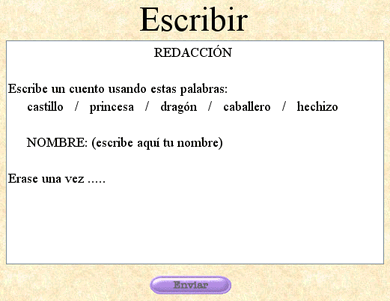 Escribir
REDACCIÓN
Escribe un cuento usando estas palabras:
castillo / princesa / dragón / caballero / hechizo
NOMBRE: (escribe aquí tu nombre)
Erase una vez .....
Enviar